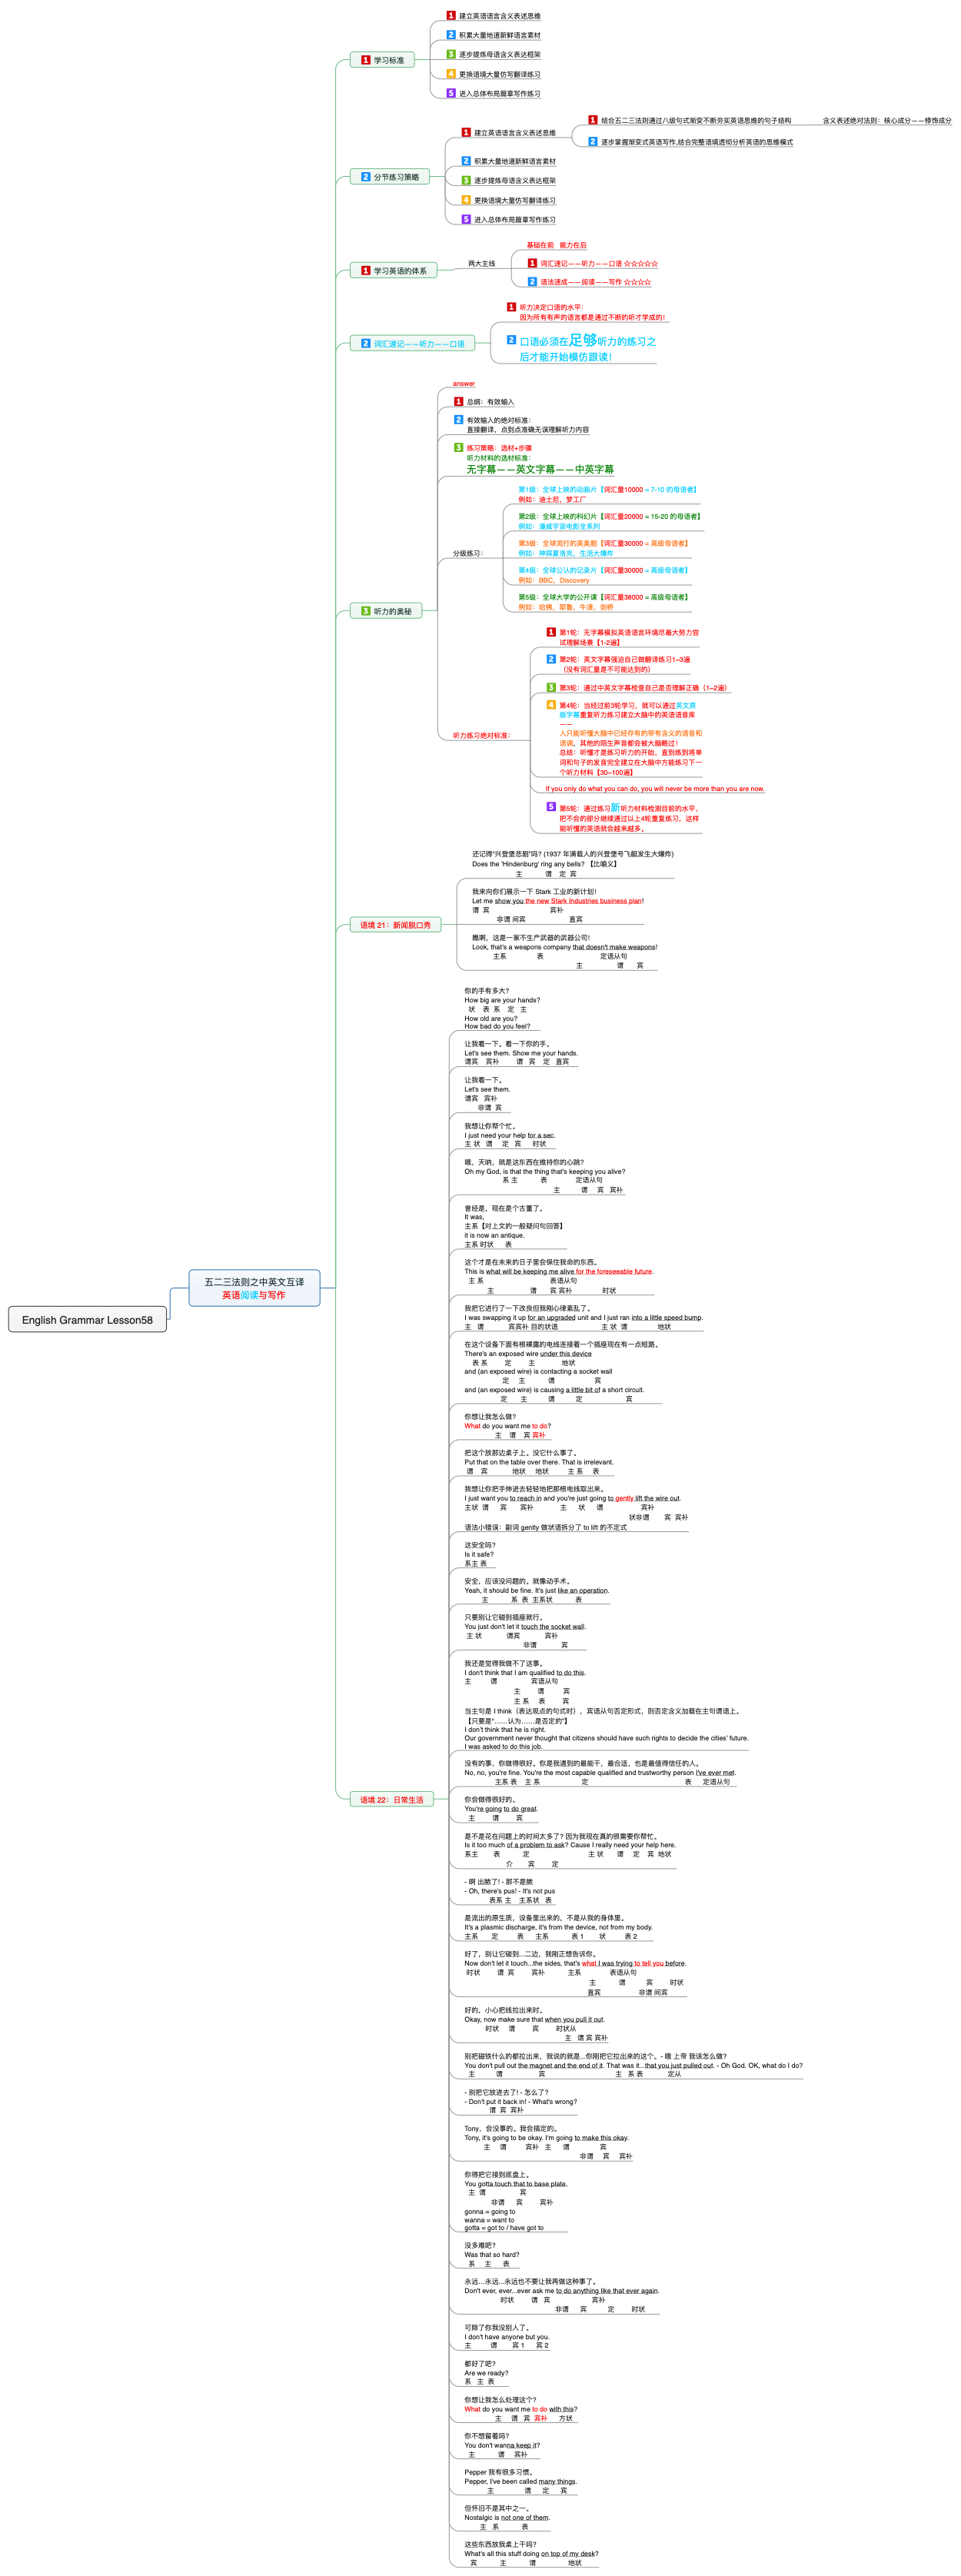 English Grammar Lesson58
五二三法则之中英文互译
英语阅读与写作
1 学习标准
1 建立英语语言含义表述思维
2 积累大量地道新鲜语言素材
3 逐步提炼母语含义表达框架
4 更换语境大量仿写翻译练习
5 进入总体布局篇章写作练习
2 分节练习策略
1 建立英语语言含义表述思维
1 结合五二三法则通过八级句式渐变不断夯实英语思维的句子结构
含义表述绝对法则：核心成分——修饰成分
2 逐步掌握渐变式英语写作,结合完整语境透彻分析英语的思维模式
2 积累大量地道新鲜语言素材
3 逐步提炼母语含义表达框架
4 更换语境大量仿写翻译练习
5 进入总体布局篇章写作练习
1 学习英语的体系
两大主线
基础在前 能力在后
1 词汇速记——听力——口语 ☆☆☆☆☆
2 语法速成——阅读——写作 ☆☆☆☆
2 词汇速记——听力——口语
1 听力决定口语的水平：
因为所有有声的语言都是通过不断的听才学成的！
2 口语必须在足够听力的练习之
后才能开始模仿跟读！
3 听力的奥秘
answer
1 总纲：有效输入
2 有效输入的绝对标准：
直接翻译，点到点准确无误理解听力内容
3 练习策略：选材+步骤
听力材料的选材标准：
无字幕——英文字幕——中英字幕
分级练习：
第1级：全球上映的动画片【词汇量10000 = 7-10 的母语者】
例如：迪士尼，梦工厂
第2级：全球上映的科幻片【词汇量20000 = 15-20 的母语者】
例如：漫威宇宙电影全系列
第3级：全球流行的英美剧【词汇量30000 = 高级母语者】
例如：神探夏洛克，生活大爆炸
第4级：全球公认的记录片【词汇量30000 = 高级母语者】
例如：BBC，Discovery
第5级：全球大学的公开课【词汇量38000 = 高级母语者】
例如：哈佛，耶鲁，牛津，剑桥
听力练习绝对标准：
1 第1轮：无字幕模拟英语语言环境尽最大努力尝
试理解场景【1-2遍】
2 第2轮：英文字幕强迫自己做翻译练习1~3遍
（没有词汇量是不可能达到的）
3 第3轮：通过中英文字幕检查自己是否理解正确（1~2遍）
4 第4轮：当经过前3轮学习，就可以通过英文原
版字幕重复听力练习建立大脑中的英语语音库
——
人只能听懂大脑中已经存有的带有含义的语音和
语调，其他的陌生声音都会被大脑略过！
总结：听懂才是练习听力的开始，直到练到将单
词和句子的发音完全建立在大脑中方能练习下一
个听力材料【30~100遍】
If you only do what you can do, you will never be more than you are now.
5 第5轮：通过练习新听力材料检测目前的水平，
把不会的部分继续通过以上4轮重复练习，这样
能听懂的英语就会越来越多。
语境 21：新闻脱口秀
还记得“兴登堡悲剧”吗? (1937 年满载人的兴登堡号飞艇发生大爆炸)
Does the 'Hindenburg' ring any bells? 【比喻义】
主 谓 定 宾
我来向你们展示一下 Stark 工业的新计划！
Let me show you the new Stark Industries business plan!
谓 宾 宾补
非谓 间宾 直宾
瞧啊，这是一家不生产武器的武器公司!
Look, that's a weapons company that doesn't make weapons!
主系 表 定语从句
主 谓 宾
语境 22：日常生活
你的手有多大?
How big are your hands?
状 表 系 定 主
How old are you?
How bad do you feel?
让我看一下。看一下你的手。
Let's see them. Show me your hands.
谓宾 宾补 谓 宾 定 直宾
让我看一下。
Let's see them.
谓宾 宾补
非谓 宾
我想让你帮个忙。
I just need your help for a sec.
主 状 谓 定 宾 时状
哦，天呐，就是这东西在维持你的心跳?
Oh my God, is that the thing that's keeping you alive?
系 主 表 定语从句
主 谓 宾 宾补
曾经是，现在是个古董了。
It was,
主系【对上文的一般疑问句回答】
it is now an antique.
主系 时状 表
这个才是在未来的日子里会保住我命的东西。
This is what will be keeping me alive for the foreseeable future.
主 系 表语从句
主 谓 宾 宾补 时状
我把它进行了一下改良但我刚心律紊乱了。
I was swapping it up for an upgraded unit and I just ran into a little speed bump.
主 谓 宾宾补 目的状语 主 状 谓 地状
在这个设备下面有根裸露的电线连接着一个插座现在有一点短路。
There's an exposed wire under this device
表 系 定 主 地状
and (an exposed wire) is contacting a socket wall
定 主 谓 宾
and (an exposed wire) is causing a little bit of a short circuit.
定 主 谓 定 宾
你想让我怎么做?
What do you want me to do?
主 谓 宾 宾补
把这个放那边桌子上。没它什么事了。
Put that on the table over there. That is irrelevant.
谓 宾 地状 地状 主 系 表
我想让你把手伸进去轻轻地把那根电线取出来。
I just want you to reach in and you're just going to gently lift the wire out.
主状 谓 宾 宾补 主 状 谓 宾补
状非谓 宾 宾补
语法小错误：副词 gently 做状语拆分了 to lift 的不定式
这安全吗?
Is it safe?
系主 表
安全，应该没问题的。就像动手术。
Yeah, it should be fine. It's just like an operation.
主 系 表 主系状 表
只要别让它碰到插座就行。
You just don't let it touch the socket wall.
主 状 谓宾 宾补
非谓 宾
我还是觉得我做不了这事。
I don't think that I am qualified to do this.
主 谓 宾语从句
主 谓 宾
主 系 表 宾
当主句是 I think（表达观点的句式时），宾语从句否定形式，则否定含义加载在主句谓语上。
【只要是“……认为……是否定的”】
I don't think that he is right.
Our government never thought that cities should have such rights to decide the cities' future.
I was asked to do this job.
没有的事，你做得很好。你是我遇到的最能干，最合适，也是最值得信任的人。
No, no, you're fine. You're the most capable qualified and trustworthy person I've ever met.
主系 表 主 系 定 表 定语从句
你会做得很好的。
You're going to do great.
主 谓 宾
是不是花在问题上的时间太多了? 因为我现在真的很需要你帮忙。
Is it too much of a problem to ask? Cause I really need your help here.
系主 表 定 主 状 谓 定 宾 地状
介 宾 定
- 啊 出脓了! - 那不是脓
- Oh, there's pus! - It's not pus
表系 主 主系状 表
是流出的原生质，设备里出来的，不是从我的身体里。
It's a plasmic discharge, it's from the device, not from my body.
主系 定 表 主系 表 1 状 表 2
好了，别让它碰到...二边，我刚正想告诉你。
Now don't let it touch...the sides, that's what I was trying to tell you before.
时状 谓 宾 宾补 主系 表语从句
主 谓 宾 时状
直宾 非谓 间宾
好的，小心把线拉出来时。
Okay, now make sure that when you pull it out.
时状 谓 宾 时状从
主 谓 宾 宾补
别把磁铁什么的都拉出来，我说的就是...你刚把它拉出来的这个。- 哦 上帝 我该怎么做?
You don't pull out the magnet and the end of it. That was it...that you just pulled out. - Oh God. OK, what do I do?
主 谓 宾 主 系 表 定从
- 别把它放进去了! - 怎么了?
- Don't put it back in! - What's wrong?
谓 宾 宾补
Tony，会没事的。我会搞定的。
Tony, it's going to be okay. I'm going to make this okay.
主 谓 宾补 主 谓 宾
非谓 宾 宾补
你得把它接到底盘上。
You gotta touch that to base plate.
主 谓 宾
非谓 宾 宾补
gonna = going to
wanna = want to
gotta = got to / have got to
没多难吧?
Was that so hard?
系 主 表
永远...永远...永远也不要让我再做这种事了。
Don't ever, ever...ever ask me to do anything like that ever again.
时状 谓 宾 宾补
非谓 宾 定 时状
可除了你我没别人了。
I don't have anyone but you.
主 谓 宾 1 宾 2
都好了吧?
Are we ready?
系 主 表
你想让我怎么处理这个?
What do you want me to do with this?
主 谓 宾 宾补 方状
你不想留着吗?
You don't wanna keep it?
主 谓 宾补
Pepper 我有很多习惯。
Pepper, I've been called many things.
主 谓 定 宾
但怀旧不是其中之一。
Nostalgic is not one of them.
主 系 表
这些东西放我桌上干吗?
What's all this stuff doing on top of my desk?
宾 主 谓 地状